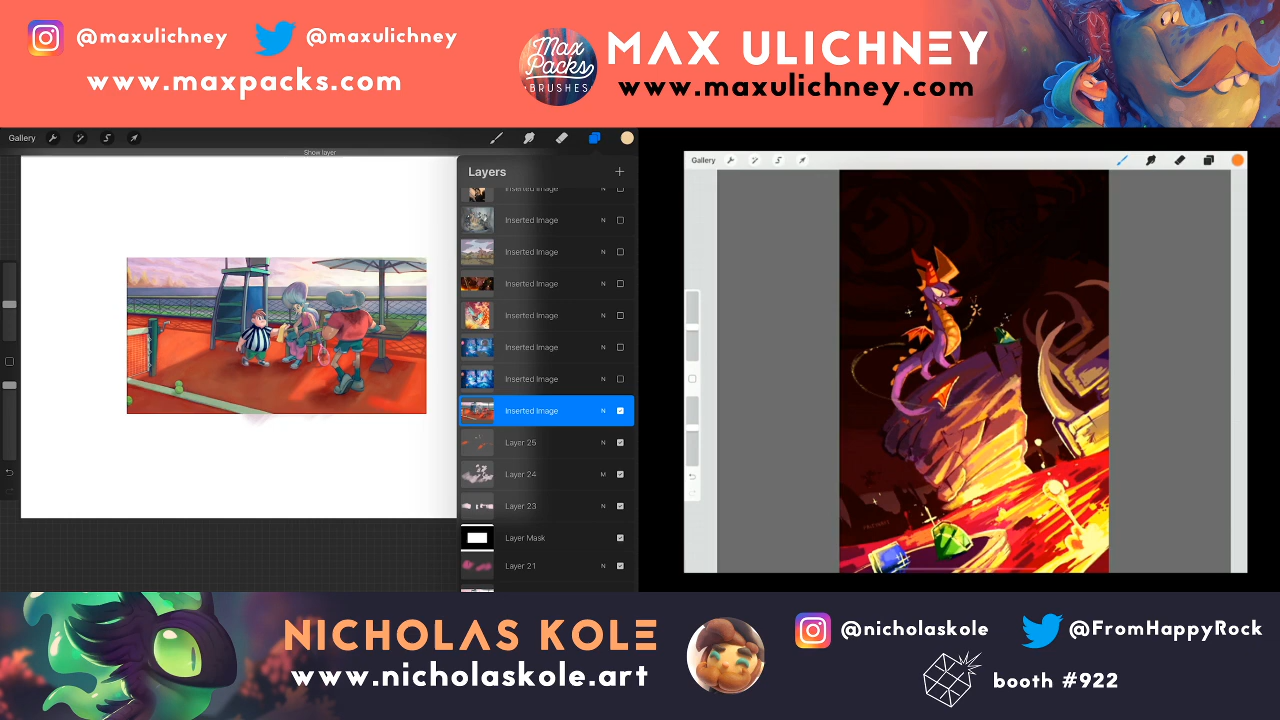 @maxulichney
@maxulichney
www.maxpacks.com
Max
Packs
BRUSHES
MAX ULICHNEY
www.maxulichney.com
Gallery
Show layer
Layers
Inserted Image N
Inserted Image N
Inserted Image N
Inserted Image N
Inserted Image N
Inserted Image N
Inserted Image N
Inserted Image N
Layer 25 N
Layer 24 M
Layer 23 N
Layer Mask
Layer 21 N
Gallery
NICHOLAS KOLE
www.nicholaskole.art
@nicholaskole
@FromHappyRock
booth #922